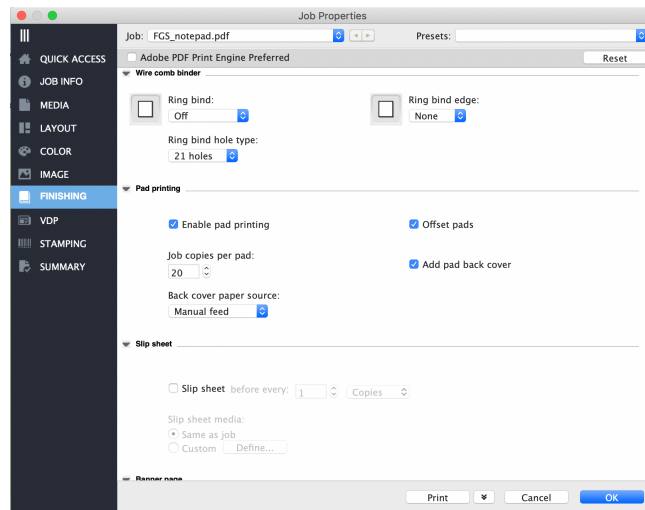 Job Properties
Job: FGS_notepad.pdf Presets:
Adobe PDF Print Engine Preferred Reset
QUICK ACCESS
JOB INFO
MEDIA
LAYOUT
COLOR
IMAGE
FINISHING
VDP
STAMPING
SUMMARY
Wire comb binder
Ring bind: Ring bind edge:
Off None
Ring bind hole type:
21 holes
Pad printing
Enable pad printing Offset pads
Job copies per pad:
20 Add pad back cover
Back cover paper source:
Manual feed
Slip sheet
Slip sheet before every: 1 Copies
Slip sheet media:
Same as job
Custom Define...
Banner page
Print Cancel OK